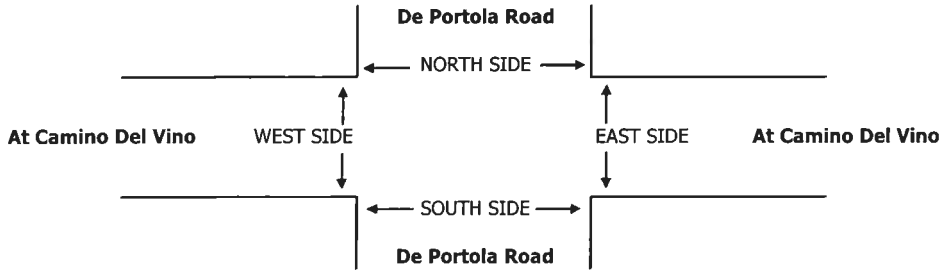 De Portola Road
NORTH SIDE
At Camino Del Vino WEST SIDE EAST SIDE At Camino Del Vino
SOUTH SIDE
De Portola Road